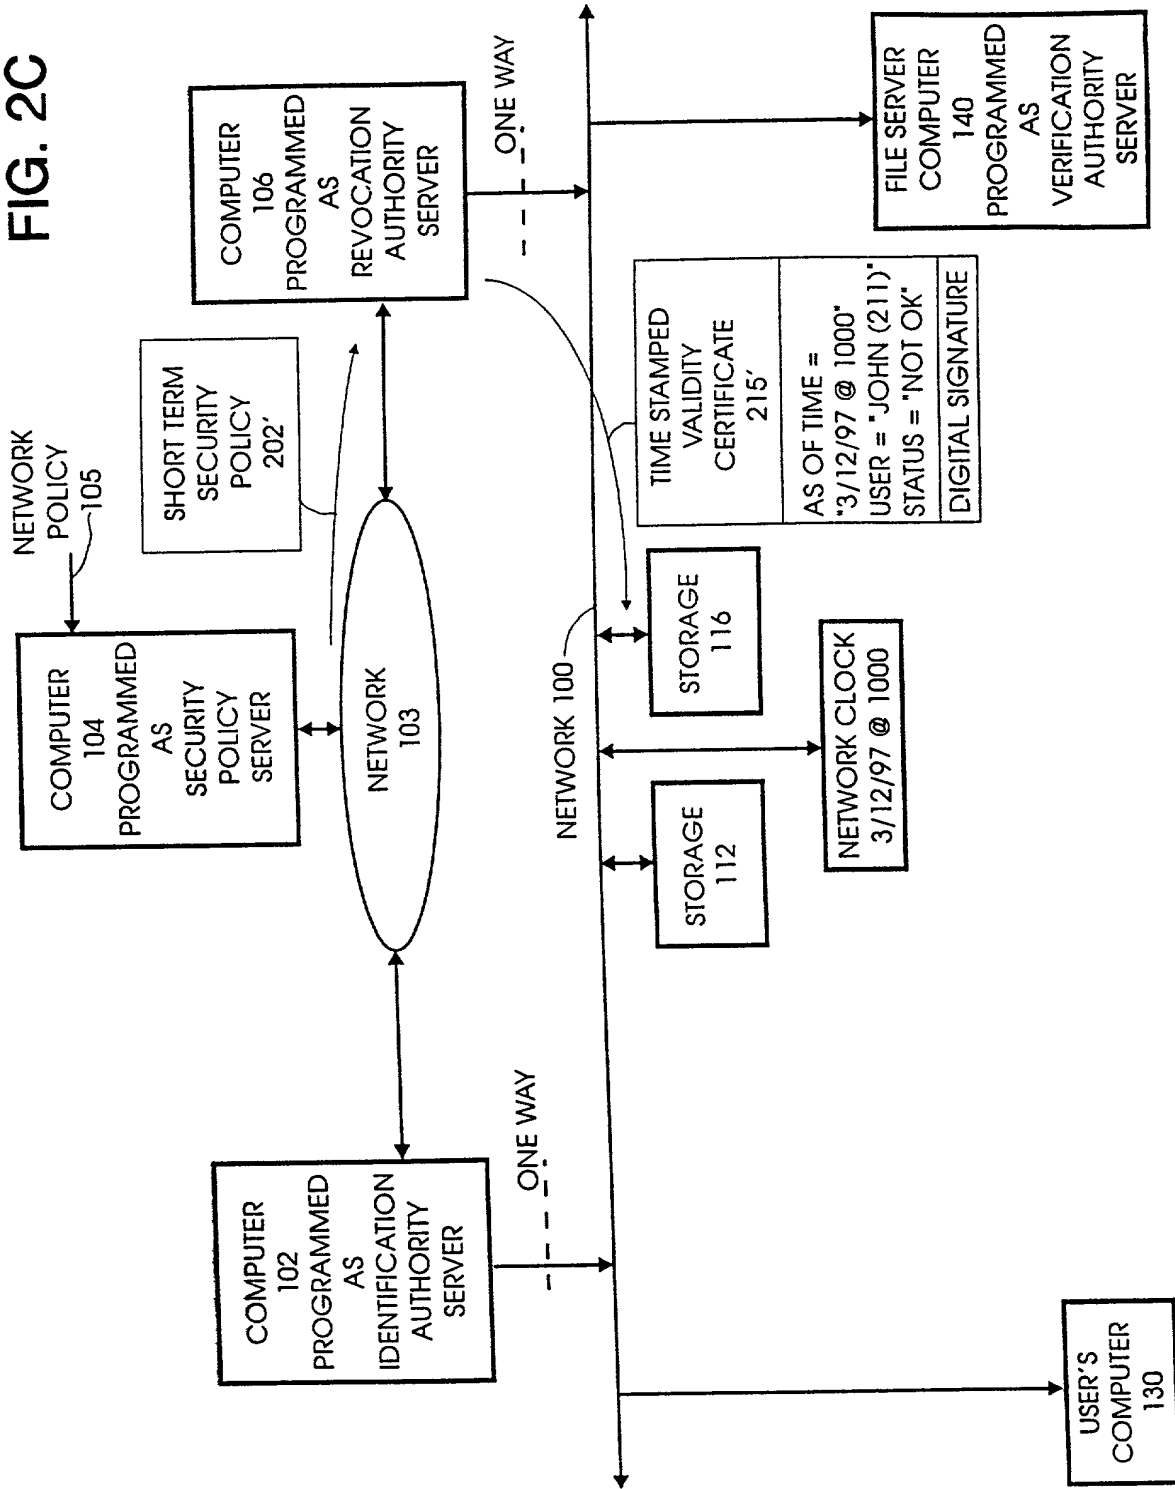 FIG. 2C
NETWORK
POLICY
105
COMPUTER
104
PROGRAMMED
AS
SECURITY
POLICY
SERVER
SHORT TERM
SECURITY
POLICY
202'
COMPUTER
102
PROGRAMMED
AS
IDENTIFICATION
AUTHORITY
SERVER
NETWORK
103
COMPUTER
106
PROGRAMMED
AS
REVOCATION
AUTHORITY
SERVER
ONE WAY
ONE WAY
NETWORK 100
STORAGE
112
STORAGE
116
TIME STAMPED
VALIDITY
CERTIFICATE
215'
AS OF TIME =
"3/12/97 @ 1000"
USER = "JOHN (211)"
STATUS = "NOT OK"
DIGITAL SIGNATURE
NETWORK CLOCK
3/12/97 @ 1000
USER'S
COMPUTER
130
FILE SERVER
COMPUTER
140
PROGRAMMED
AS
VERIFICATION
AUTHORITY
SERVER